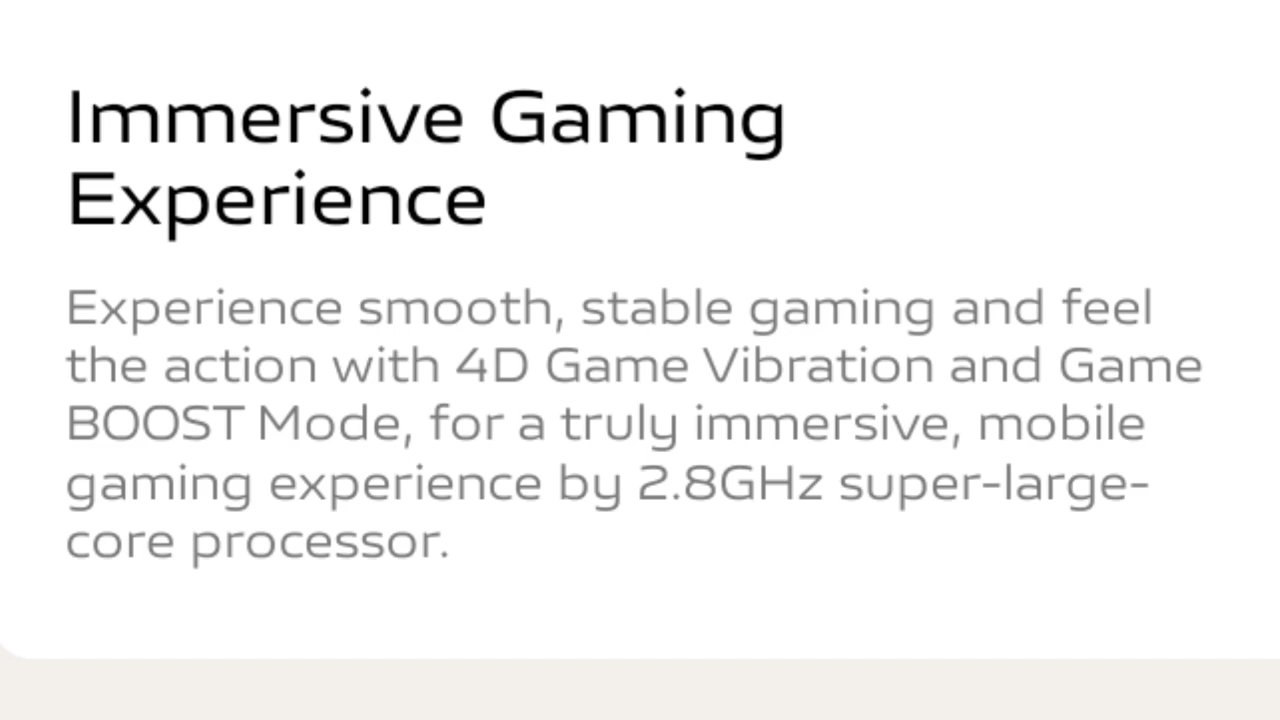 Immersive Gaming
Experience
Experience smooth, stable gaming and feel
the action with 4D Game Vibration and Game
BOOST Mode, for a truly immersive, mobile
gaming experience by 2.8GHz super-large-
core processor.